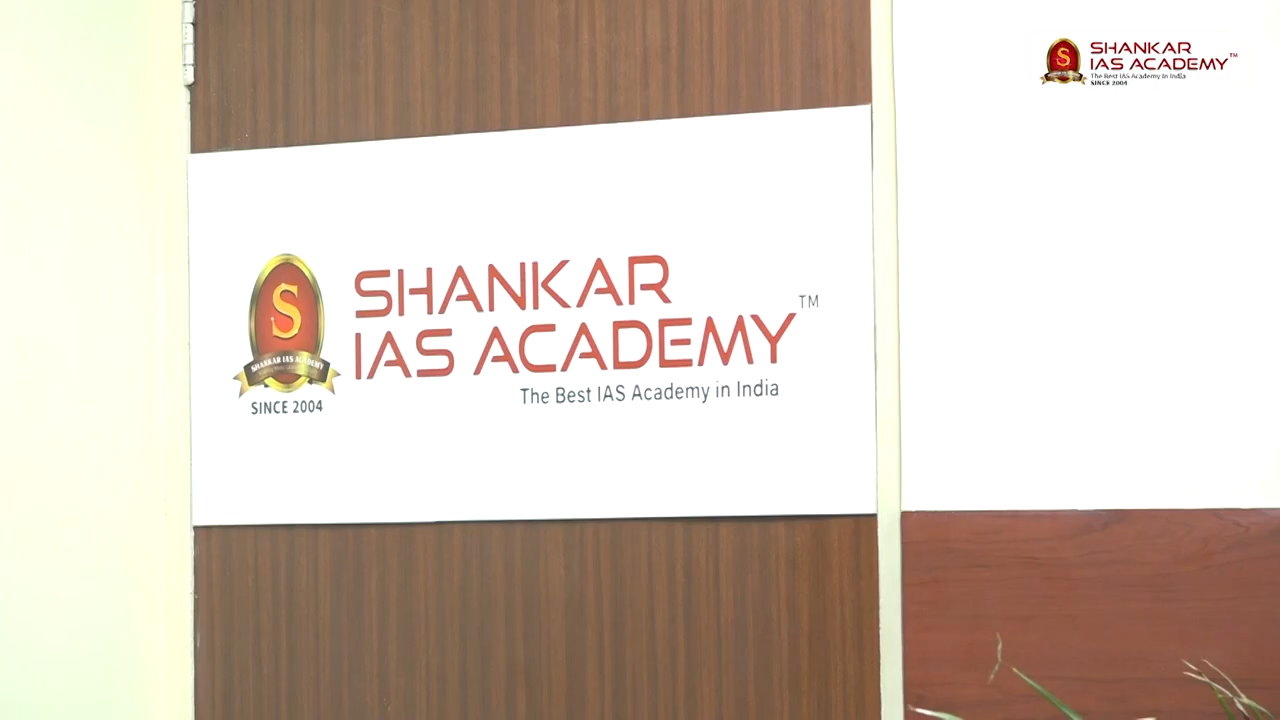 S
SHANKAR IAS ACADEMY
SINCE 2004
SHANKAR
IAS ACADEMY TM
The Best IAS Academy in India
S
SHANKAR
IAS ACADEMY TM
The Best IAS Academy in India
SINCE 2004